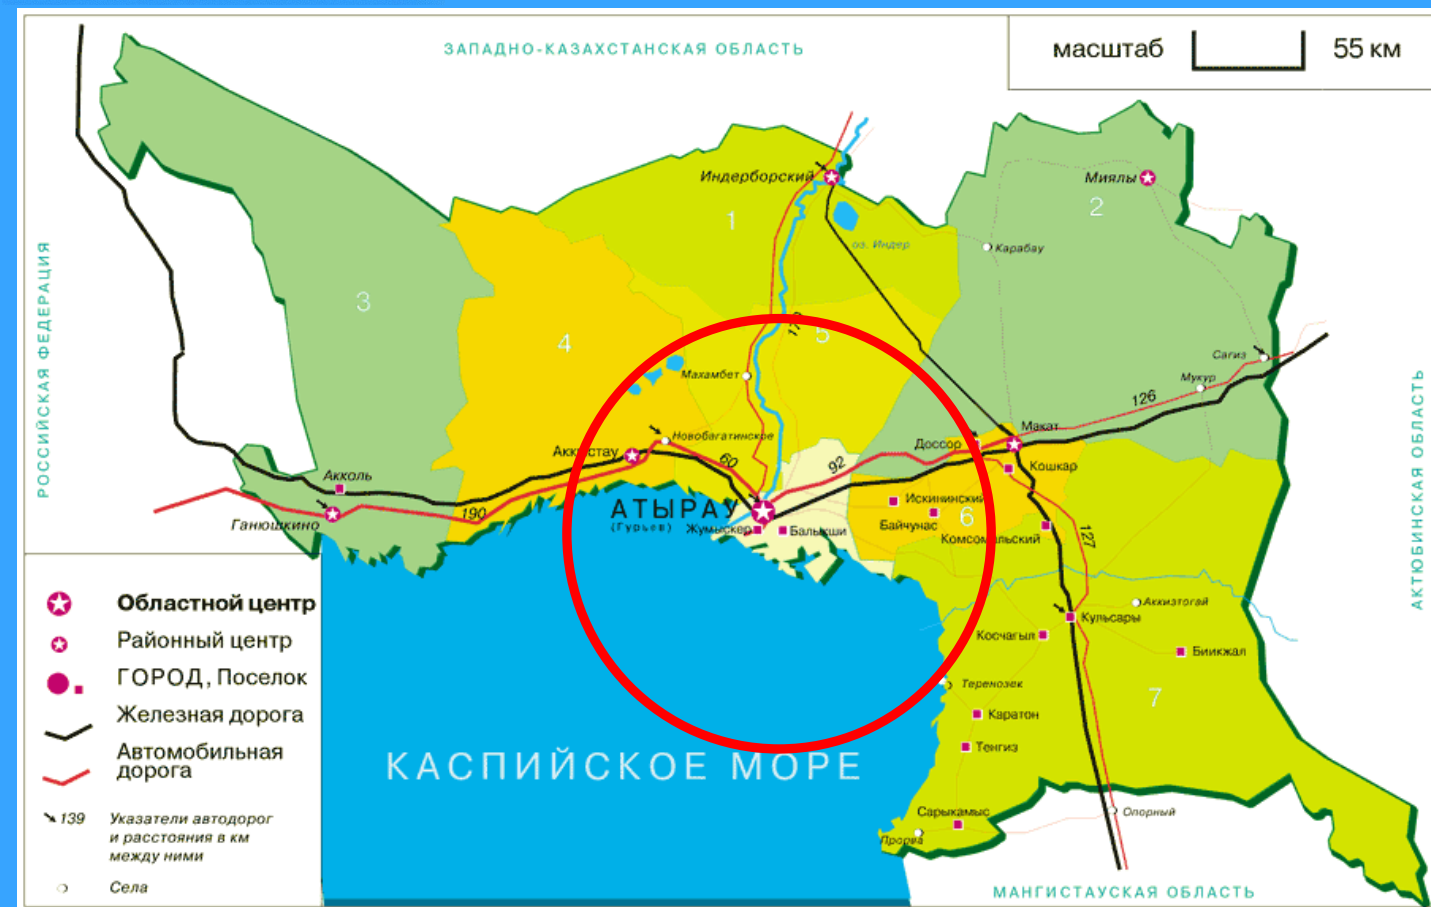 ЗАПАДНО-КАЗАХСТАНСКАЯ ОБЛАСТЬ
масштаб 55 км
РОССИЙСКАЯ ФЕДЕРАЦИЯ
АКТЮБИНСКАЯ ОБЛАСТЬ
Индерборский
Миялы
1
2
оз. Индер
Карабау
3
4
5
Сагиз
Махамбет
Мукур
126
Новобагатинское
Аккистау
Доссор
Макат
60
92
Кошкар
Акколь
190
Ганюшкино
АТЫРАУ
(Гурьев)
Жумыскер
Балыкши
Искининский
Байчунас
6
Комсомольский
127
Аккизтогай
Кульсары
Косчагыл
Биикжал
Теренозек
7
Каратон
Тенгиз
КАСПИЙСКОЕ МОРЕ
Сарыкамыс
Опорный
Прорва
МАНГИСТАУСКАЯ ОБЛАСТЬ
Областной центр
Районный центр
ГОРОД, Поселок
Железная дорога
Автомобильная
дорога
139 Указатели автодорог
и расстояния в км
между ними
Села